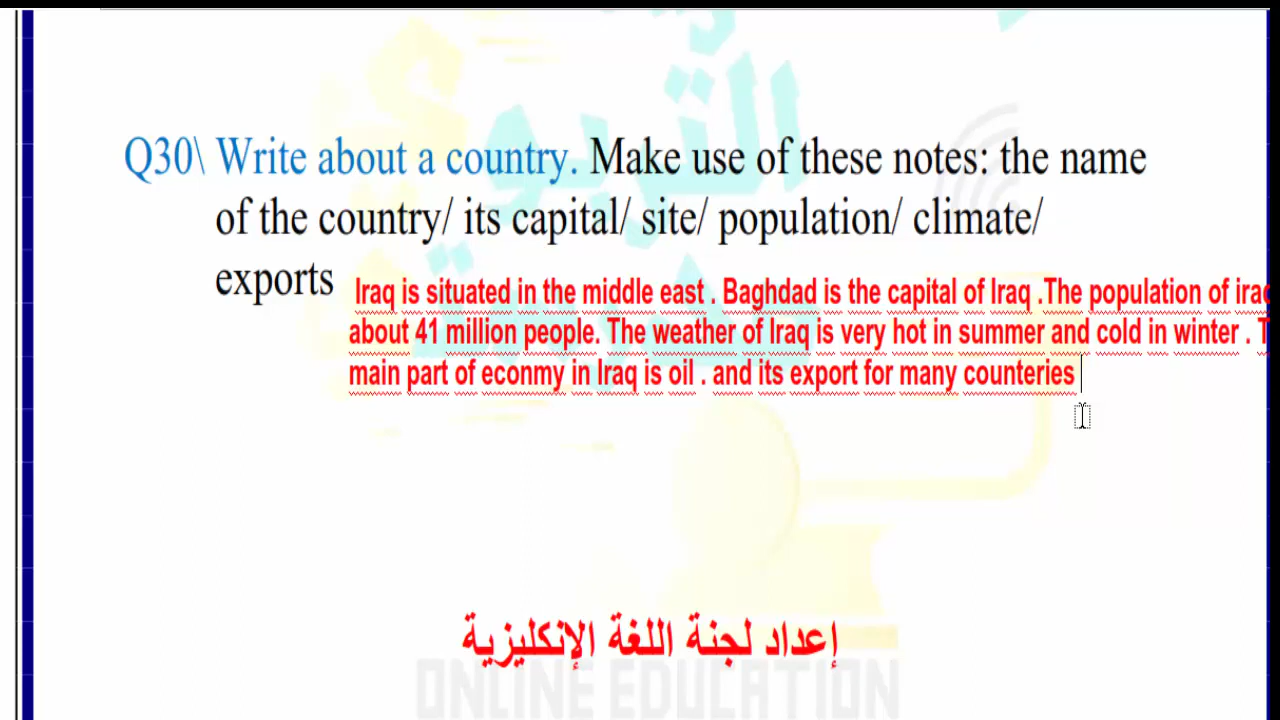 Q30\ Write about a country. Make use of these notes: the name
of the country/ its capital/ site/ population/ climate/
exports
Iraq is situated in the middle east . Baghdad is the capital of Iraq .The population of
about 41 million people. The weather of Iraq is very hot in summer and cold in winter .
main part of econmy in Iraq is oil . and its export for many counteries
إعداد لجنة اللغة الإنكليزية
ONLINE EDUCATION